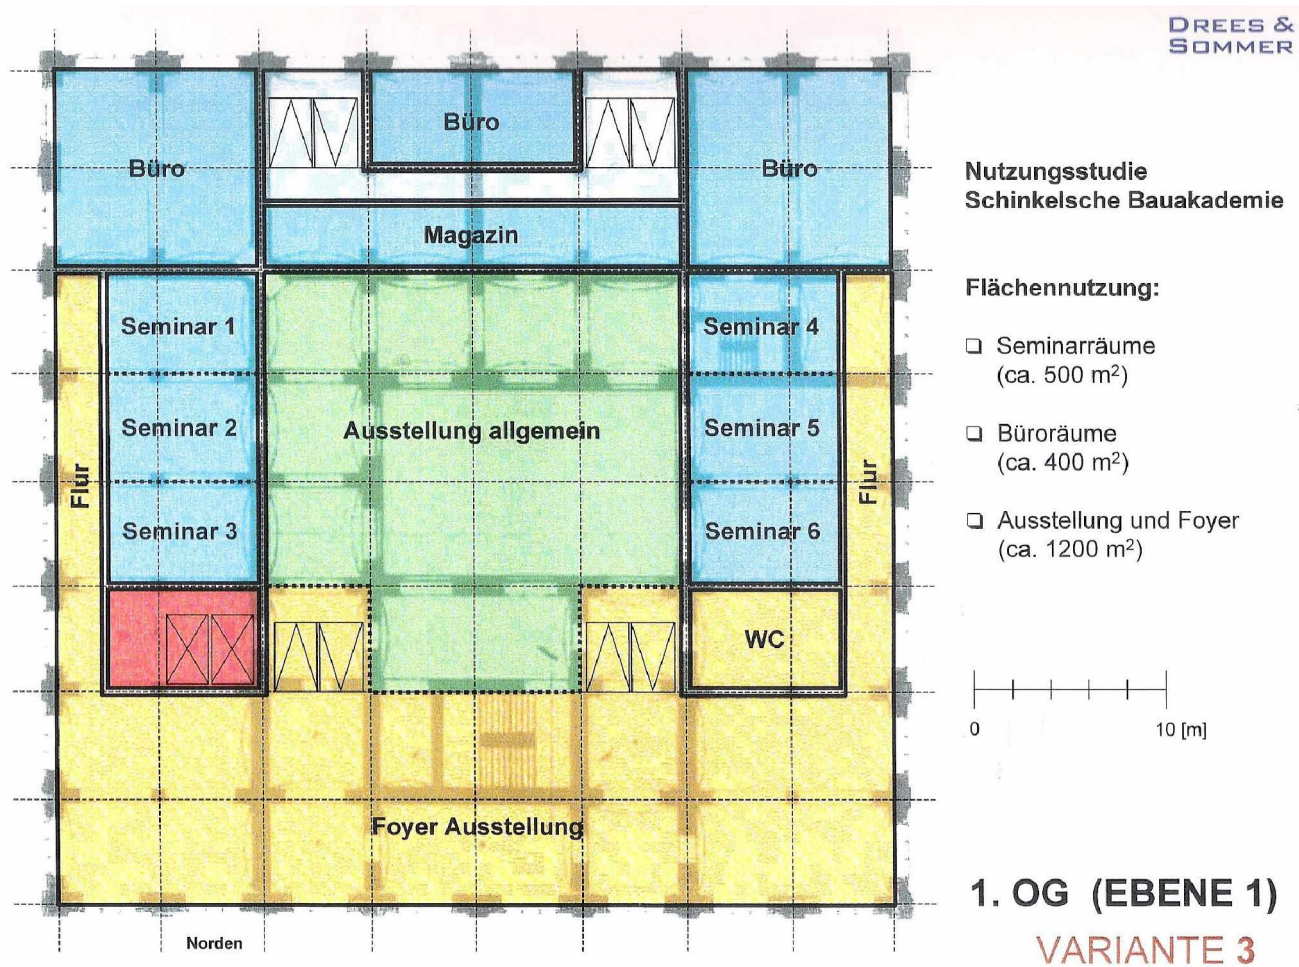 DREES &
SOMMER
Büro
Büro
Büro
Magazin
Seminar 1
Seminar 4
Seminar 2
Ausstellung allgemein
Seminar 5
Flur
Flur
Seminar 3
Seminar 6
WC
Foyer Ausstellung
Norden
Nutzungsstudie
Schinkelsche Bauakademie
Flächennutzung:
❏ Seminarräume
(ca. 500 m²)
❏ Büroräume
(ca. 400 m²)
❏ Ausstellung und Foyer
(ca. 1200 m²)
0 10 [m]
1. OG (EBENE 1)
VARIANTE 3